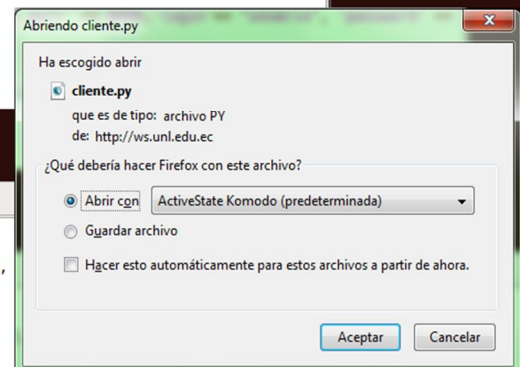 Abriendo cliente.py
Ha escogido abrir
cliente.py
que es de tipo: archivo PY
de: http://ws.unl.edu.ec
¿Qué debería hacer Firefox con este archivo?
Abrir con ActiveState Komodo (predeterminada)
Guardar archivo
Hacer esto automáticamente para estos archivos a partir de ahora.
Aceptar Cancelar